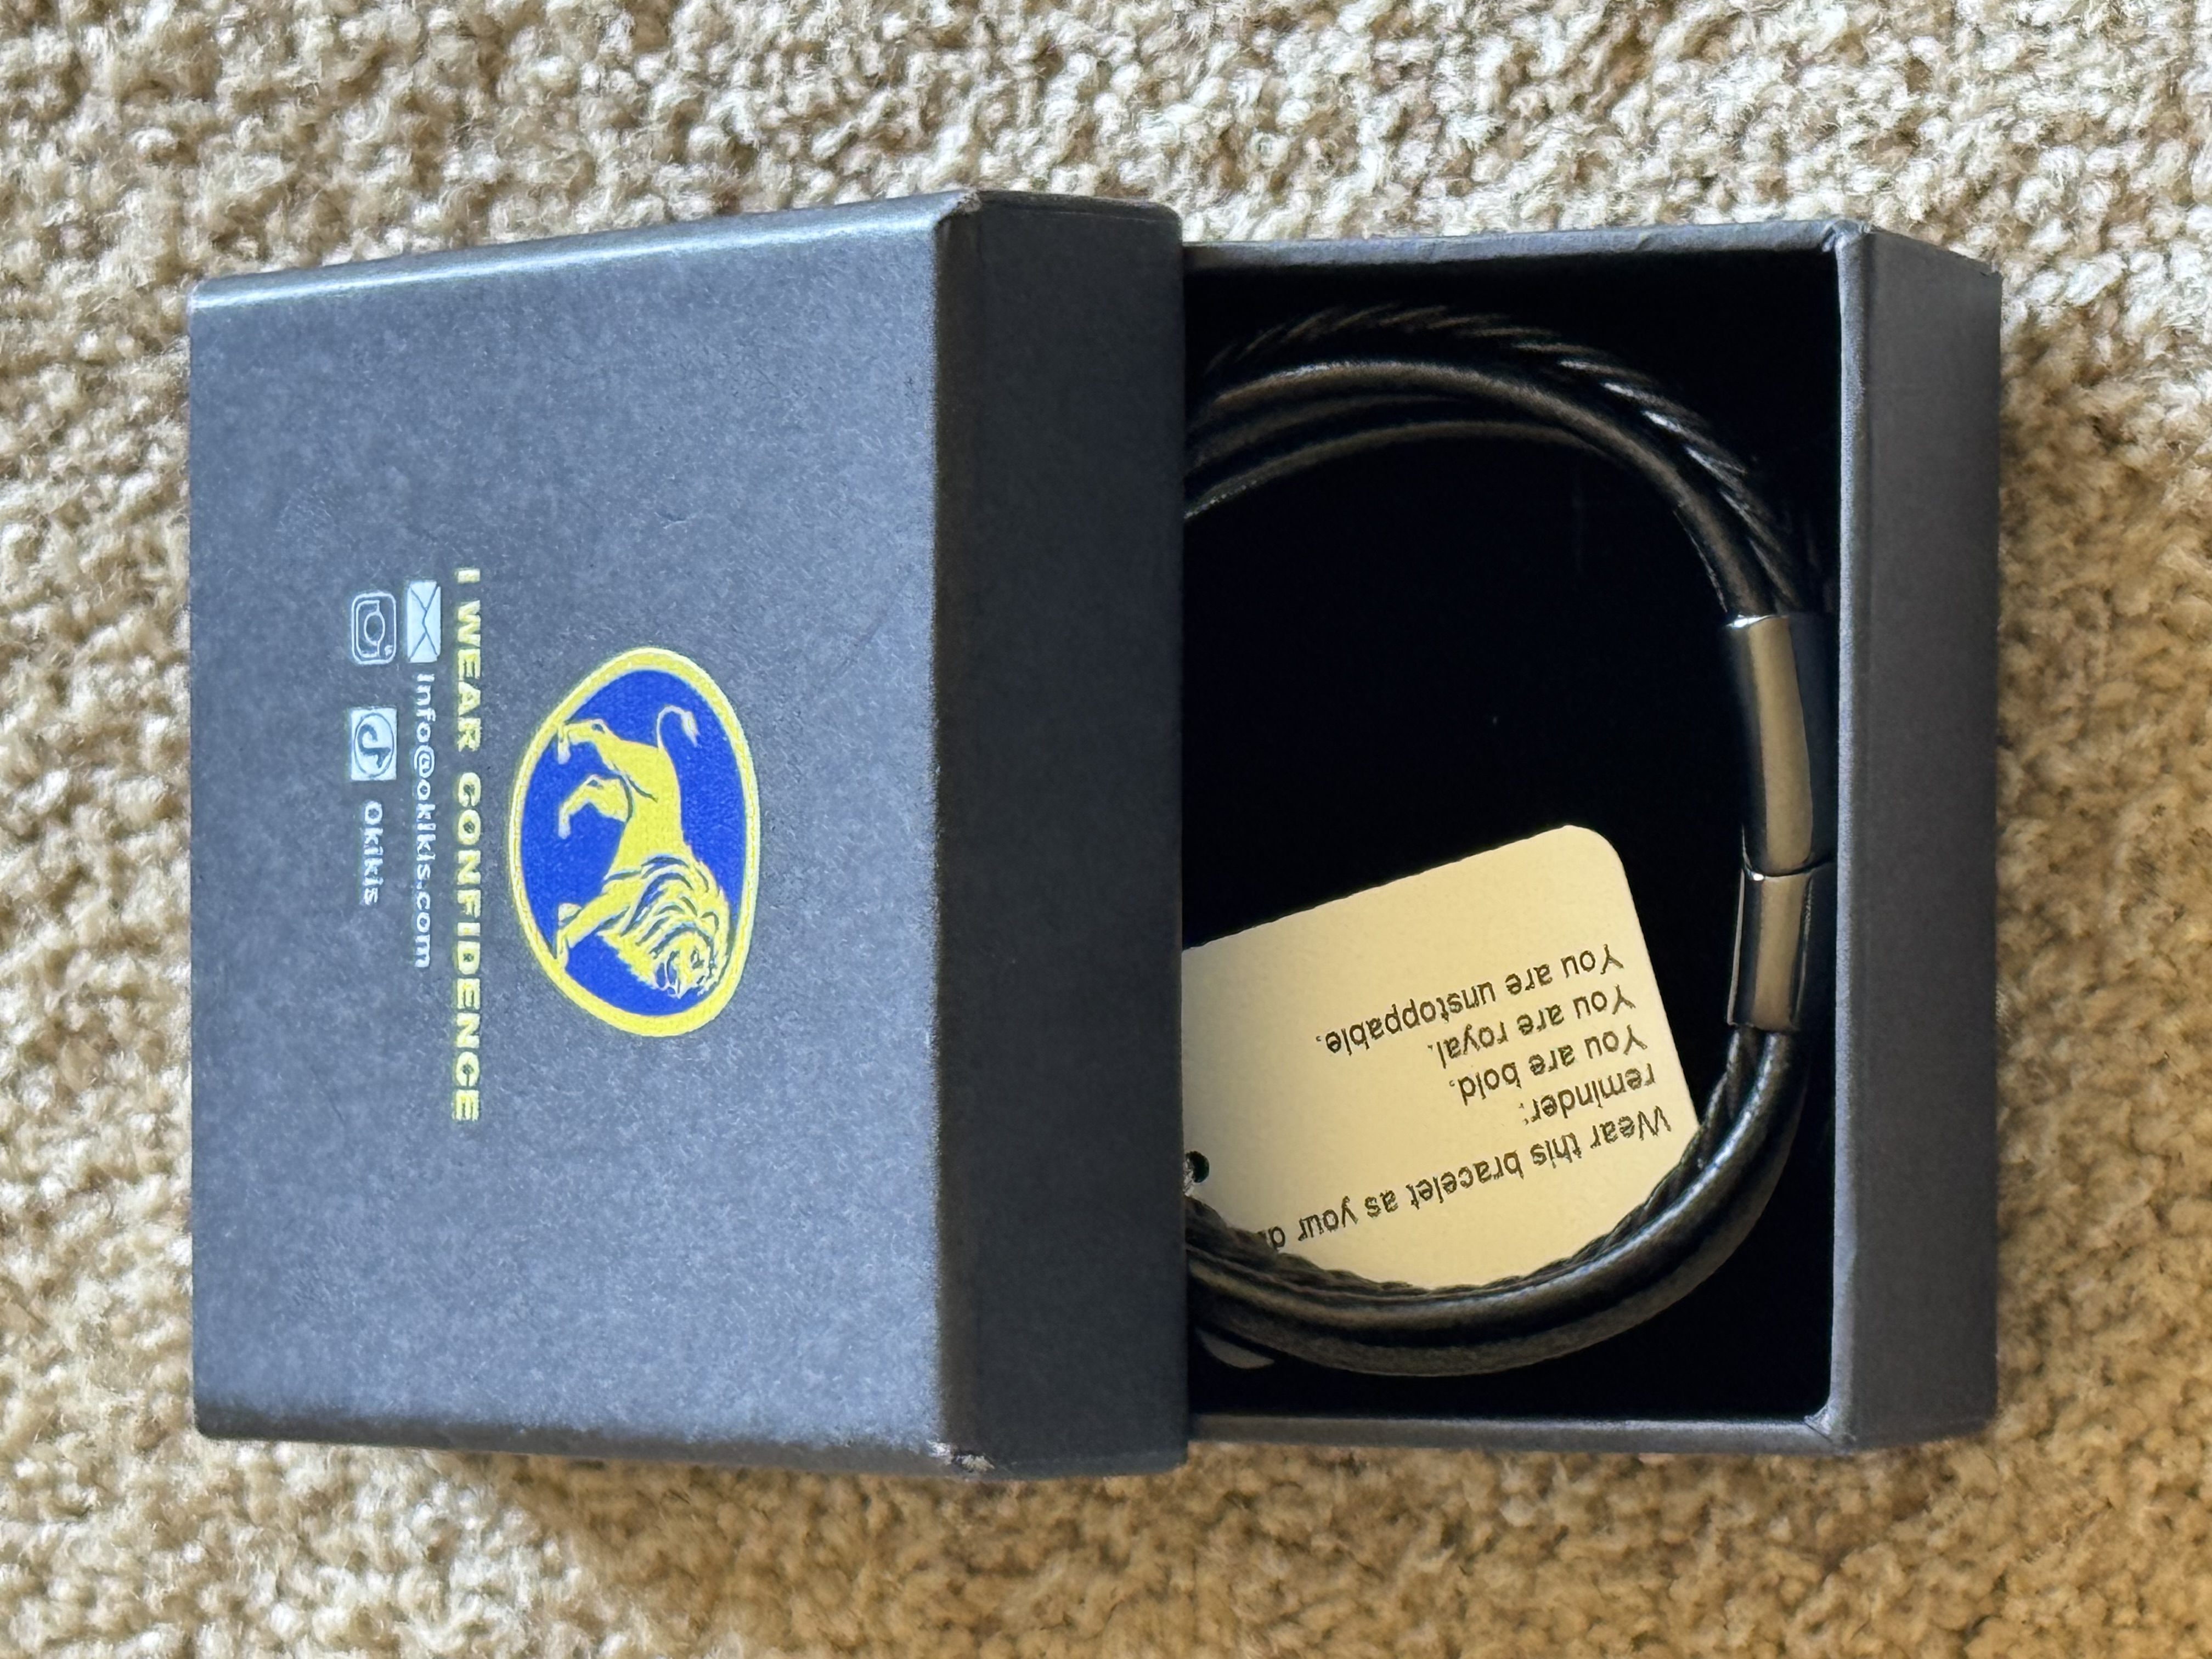 I WEAR CONFIDENCE
info@okikis.com
Okikis
Wear this bracelet as your
reminder:
You are bold.
You are royal.
You are unstoppable.